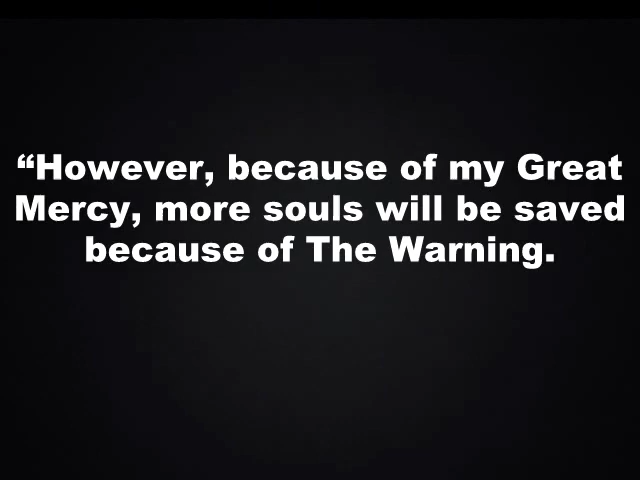 “However, because of my Great
Mercy, more souls will be saved
because of The Warning.